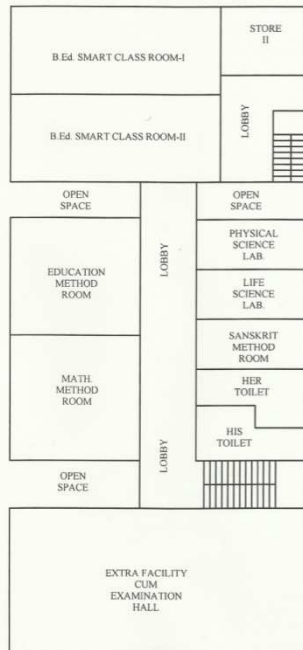 STORE
II
B.Ed. SMART CLASS ROOM-I
B.Ed. SMART CLASS ROOM-II
LOBBY
OPEN
SPACE
OPEN
SPACE
LOBBY
PHYSICAL
SCIENCE
LAB.
EDUCATION
METHOD
ROOM
LIFE
SCIENCE
LAB.
SANSKRIT
METHOD
ROOM
MATH.
METHOD
ROOM
HER
TOILET
HIS
TOILET
LOBBY
OPEN
SPACE
EXTRA FACILITY
CUM
EXAMINATION
HALL